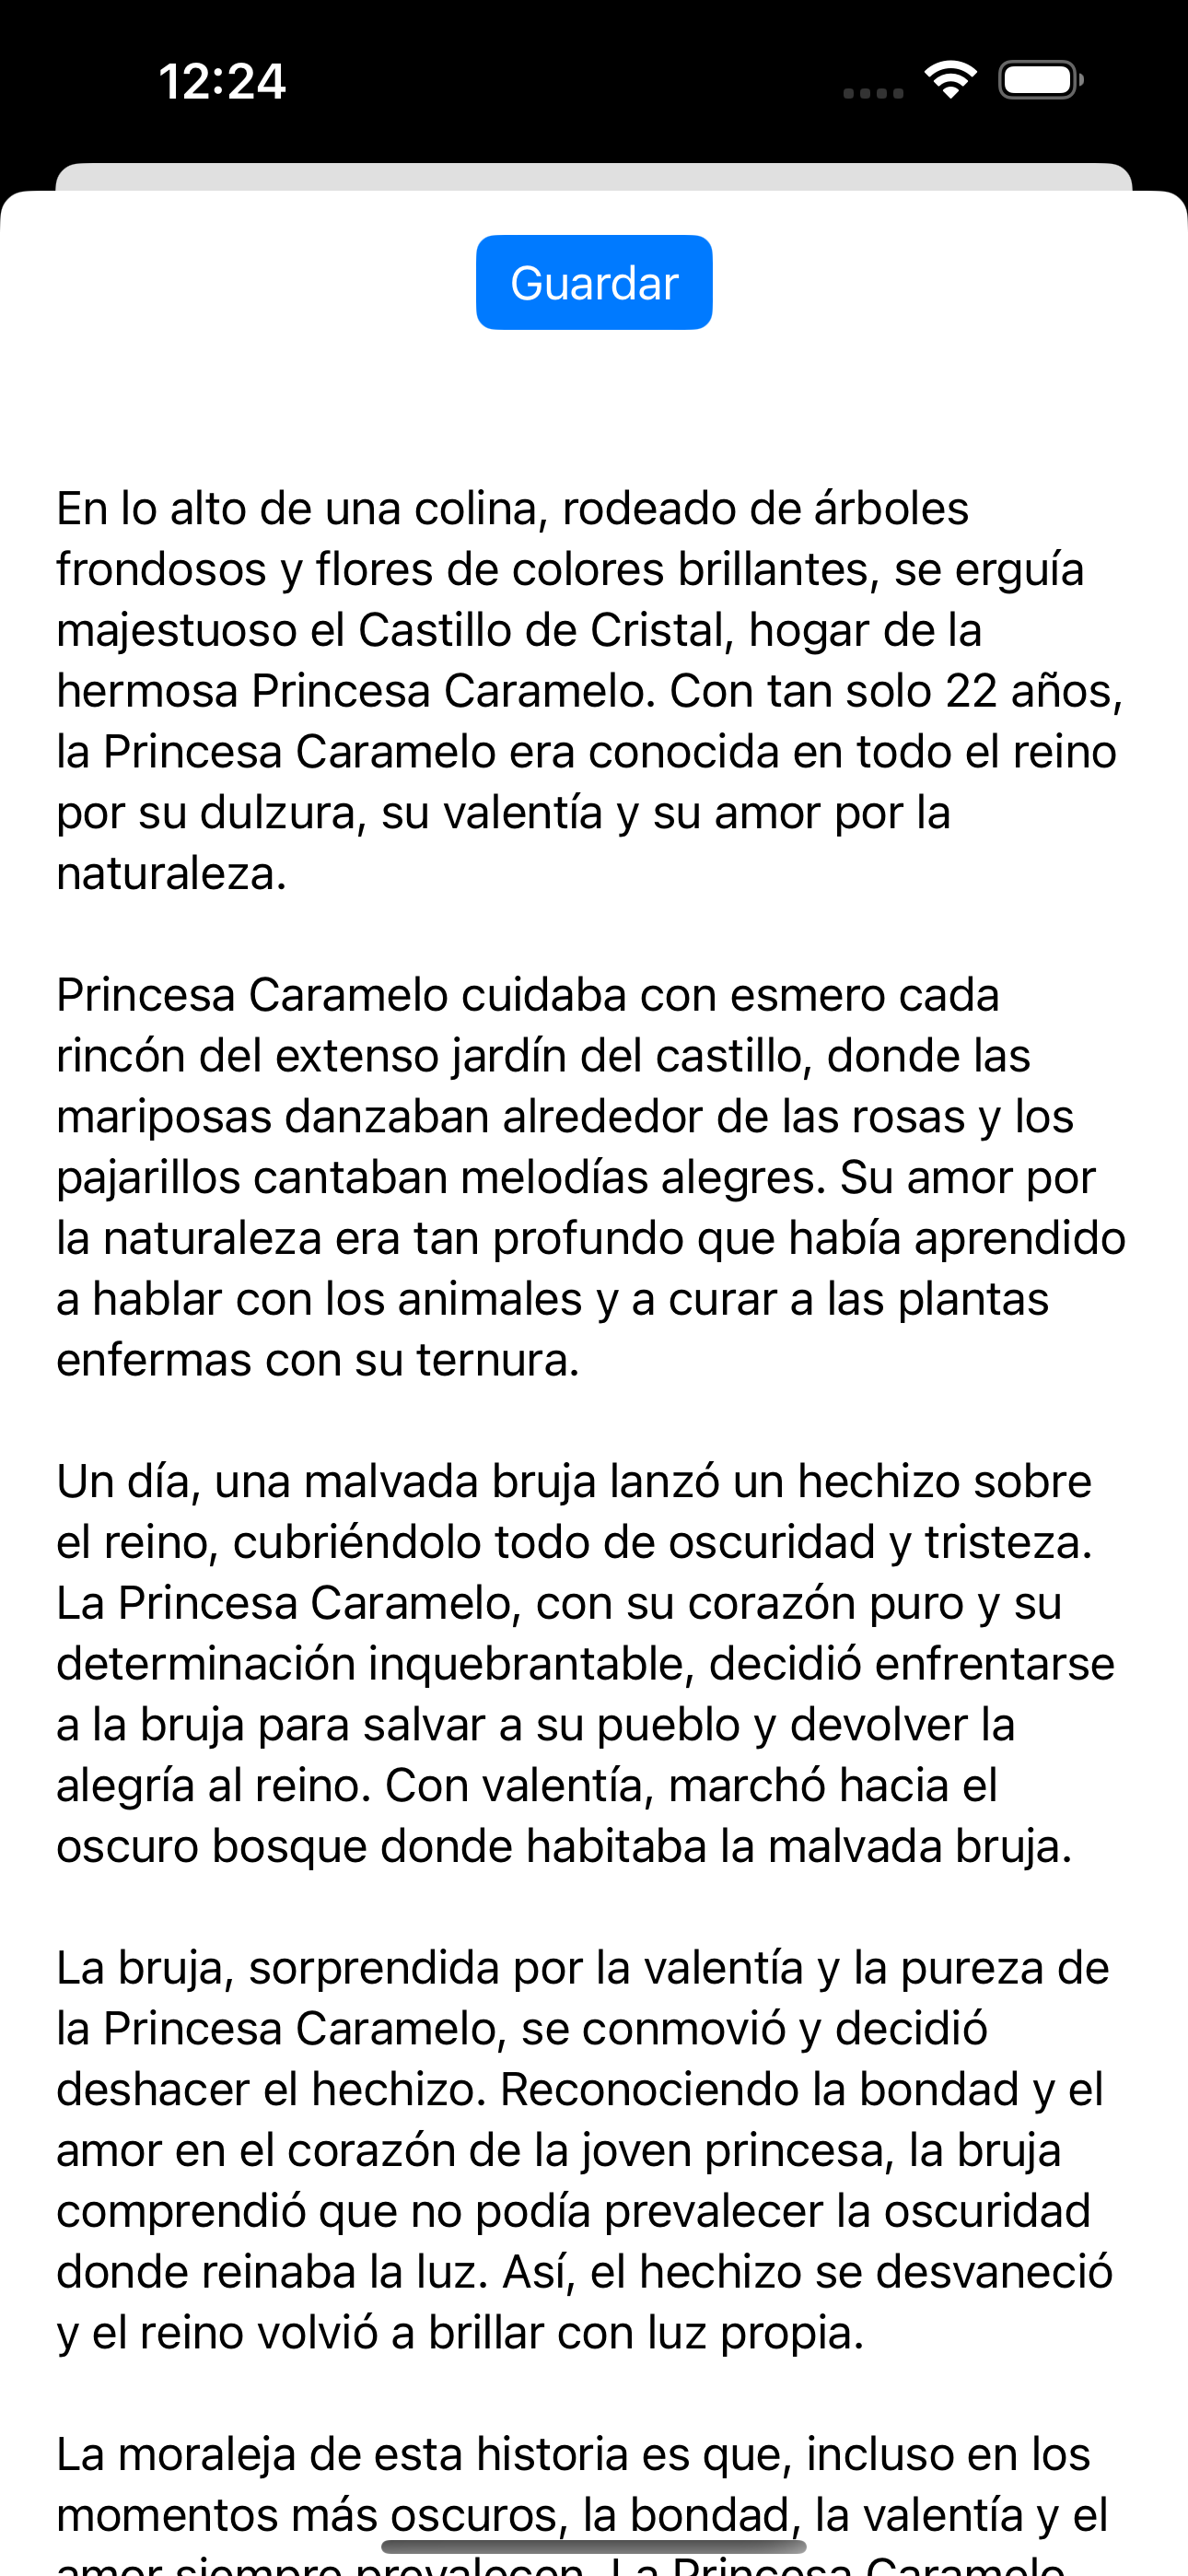 12:24
Guardar
En lo alto de una colina, rodeado de árboles
frondosos y flores de colores brillantes, se erguía
majestuoso el Castillo de Cristal, hogar de la
hermosa Princesa Caramelo. Con tan solo 22 años,
la Princesa Caramelo era conocida en todo el reino
por su dulzura, su valentía y su amor por la
naturaleza.
Princesa Caramelo cuidaba con esmero cada
rincón del extenso jardín del castillo, donde las
mariposas danzaban alrededor de las rosas y los
pajarillos cantaban melodías alegres. Su amor por
la naturaleza era tan profundo que había aprendido
a hablar con los animales y a curar a las plantas
enfermas con su ternura.
Un día, una malvada bruja lanzó un hechizo sobre
el reino, cubriéndolo todo de oscuridad y tristeza.
La Princesa Caramelo, con su corazón puro y su
determinación inquebrantable, decidió enfrentarse
a la bruja para salvar a su pueblo y devolver la
alegría al reino. Con valentía, marchó hacia el
oscuro bosque donde habitaba la malvada bruja.
La bruja, sorprendida por la valentía y la pureza de
la Princesa Caramelo, se conmovió y decidió
deshacer el hechizo. Reconociendo la bondad y el
amor en el corazón de la joven princesa, la bruja
comprendió que no podía prevalecer la oscuridad
donde reinaba la luz. Así, el hechizo se desvaneció
y el reino volvió a brillar con luz propia.
La moraleja de esta historia es que, incluso en los
momentos más oscuros, la bondad, la valentía y el
amor siempre prevalecen. La Princesa Caramelo